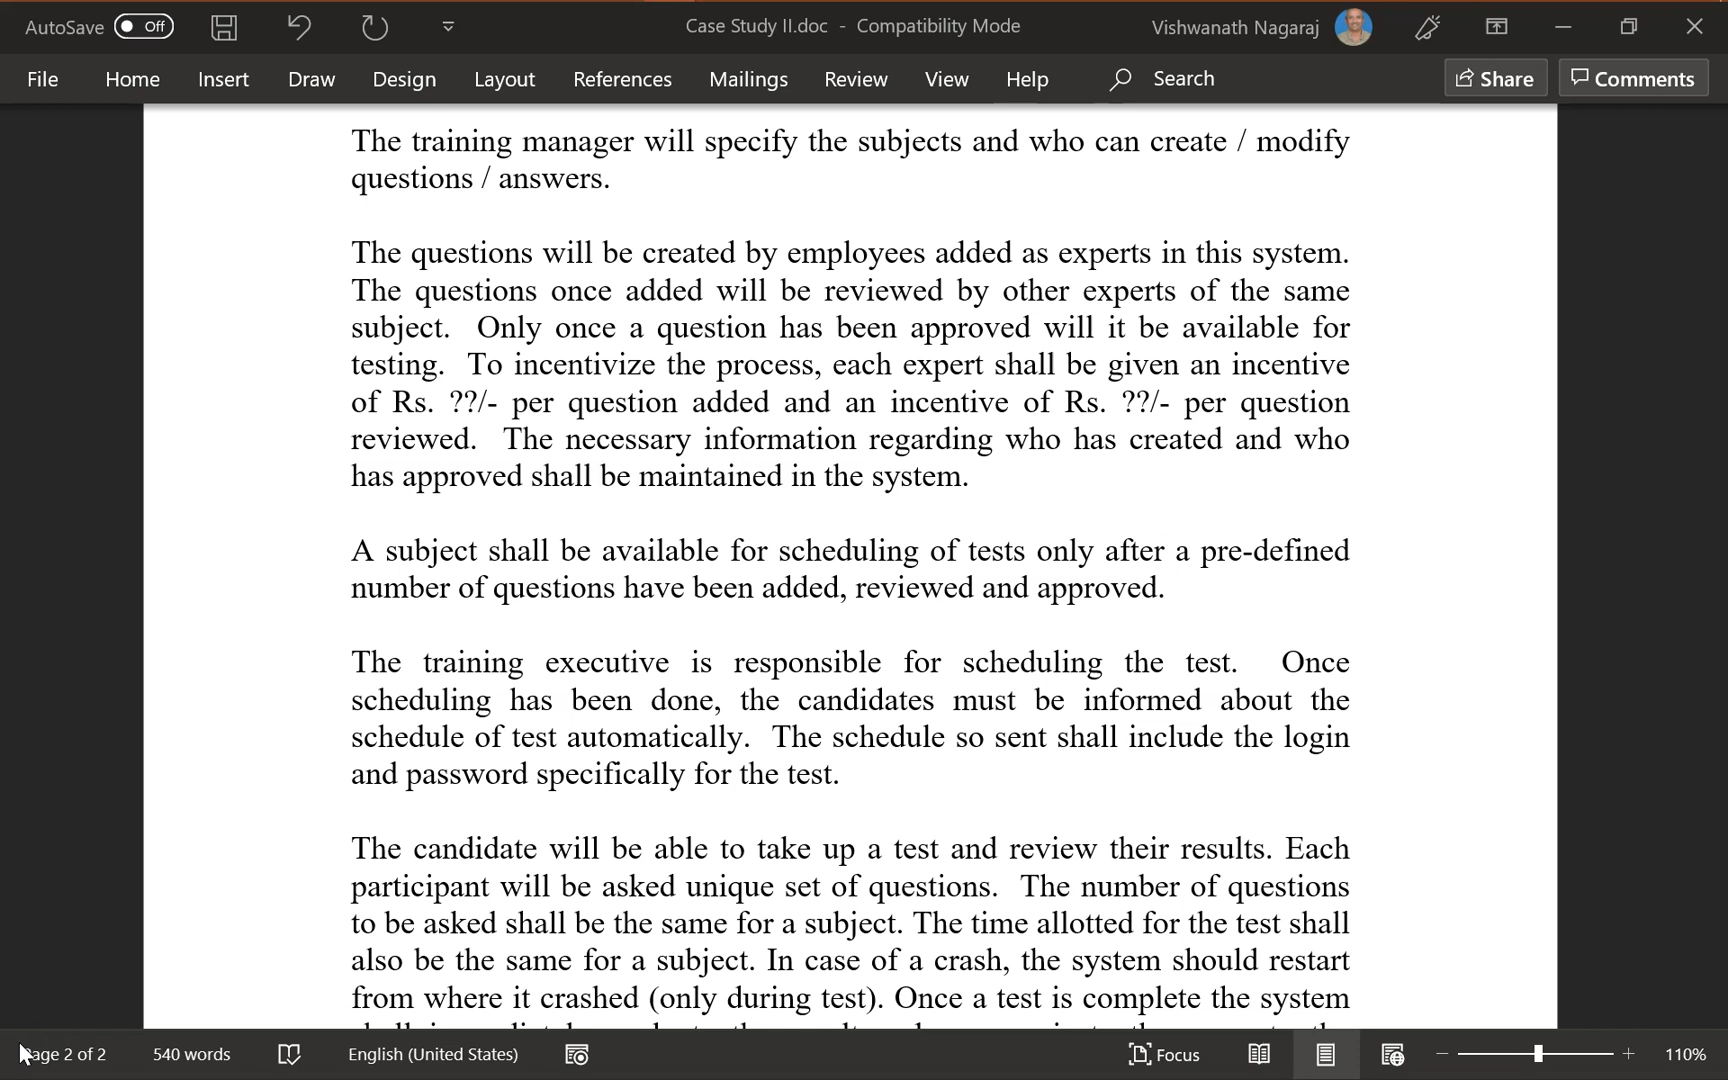 AutoSave Off Case Study II.doc - Compatibility Mode Vishwanath Nagaraj
File Home Insert Draw Design Layout References Mailings Review View Help Search Share Comments
The training manager will specify the subjects and who can create / modify
questions / answers.
The questions will be created by employees added as experts in this system.
The questions once added will be reviewed by other experts of the same
subject. Only once a question has been approved will it be available for
testing. To incentivize the process, each expert shall be given an incentive
of Rs. ??/- per question added and an incentive of Rs. ??/- per question
reviewed. The necessary information regarding who has created and who
has approved shall be maintained in the system.
A subject shall be available for scheduling of tests only after a pre-defined
number of questions have been added, reviewed and approved.
The training executive is responsible for scheduling the test. Once
scheduling has been done, the candidates must be informed about the
schedule of test automatically. The schedule so sent shall include the login
and password specifically for the test.
The candidate will be able to take up a test and review their results. Each
participant will be asked unique set of questions. The number of questions
to be asked shall be the same for a subject. The time allotted for the test shall
also be the same for a subject. In case of a crash, the system should restart
from where it crashed (only during test). Once a test is complete the system
Page 2 of 2 540 words English (United States) Focus 110%